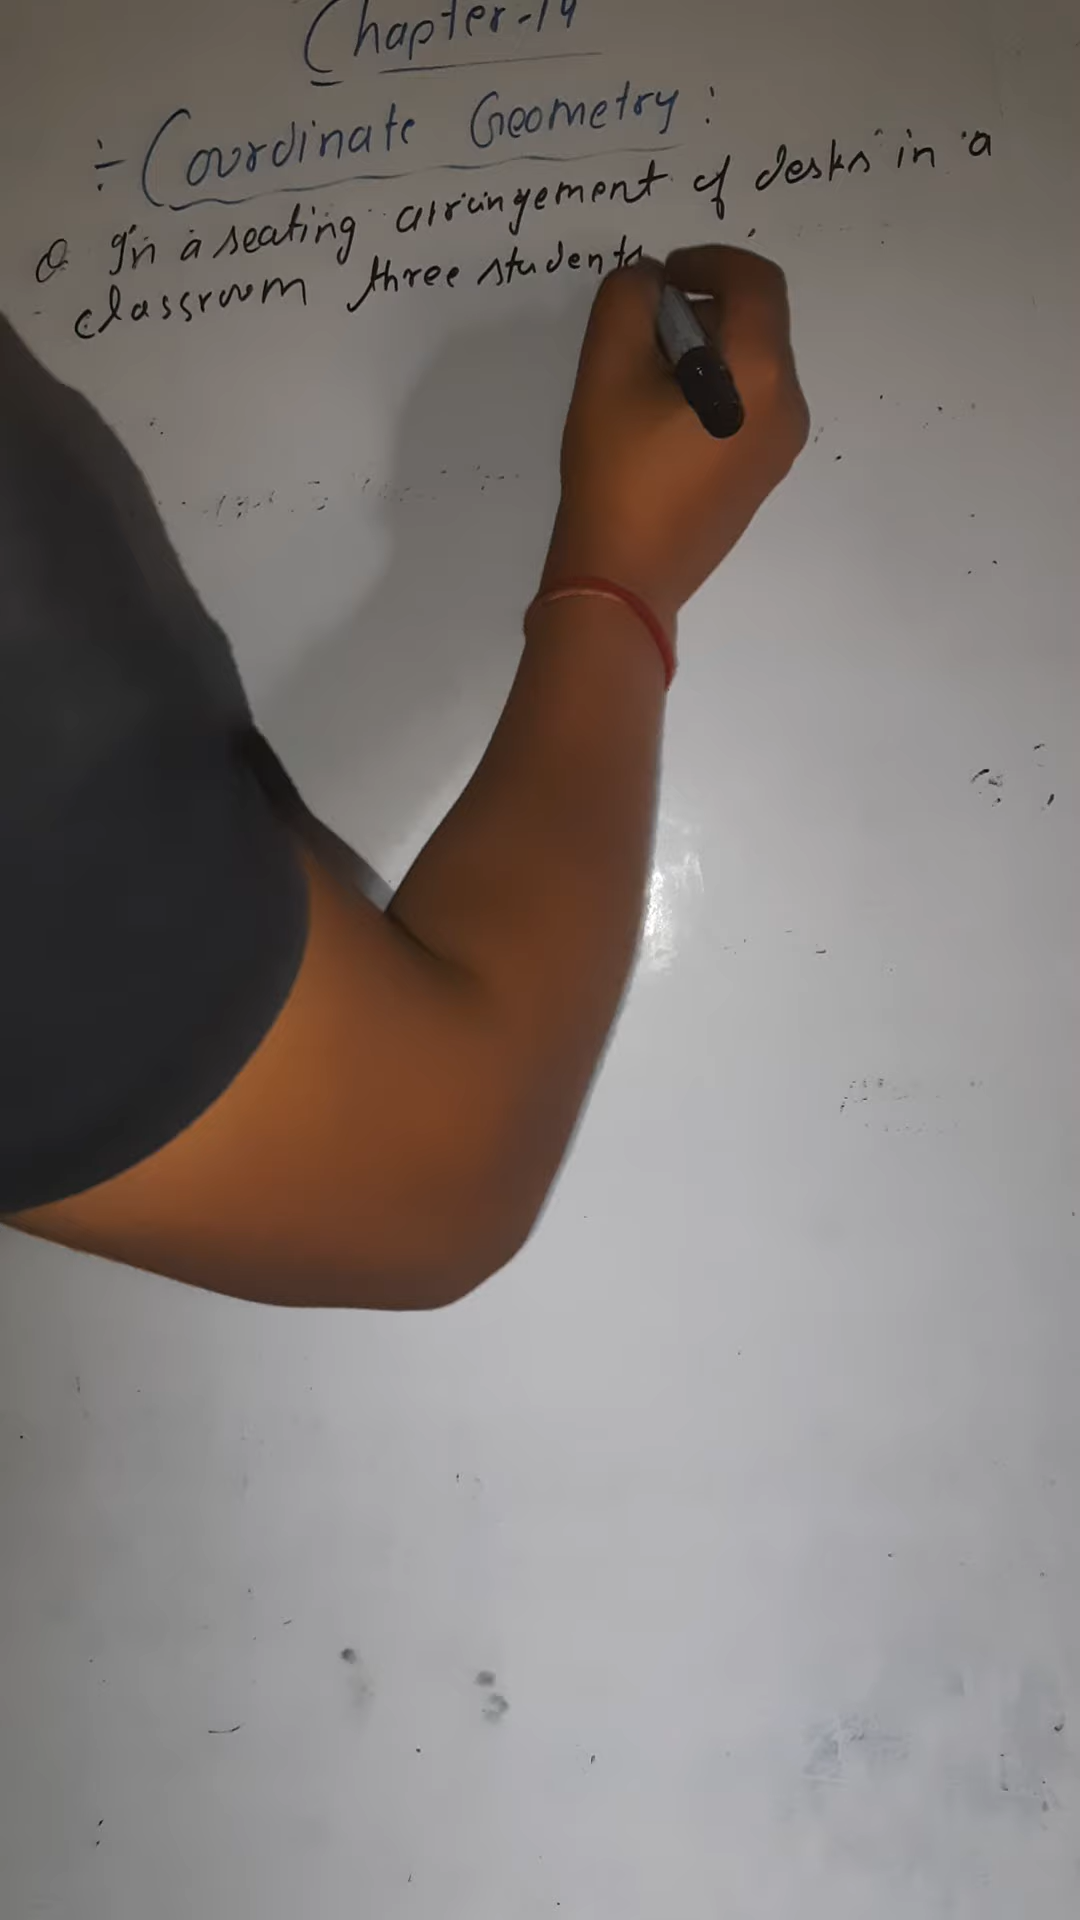 Chapter-14
÷ Coordinate Geometry:
Q In a seating arrangement of desks in a
classroom three students